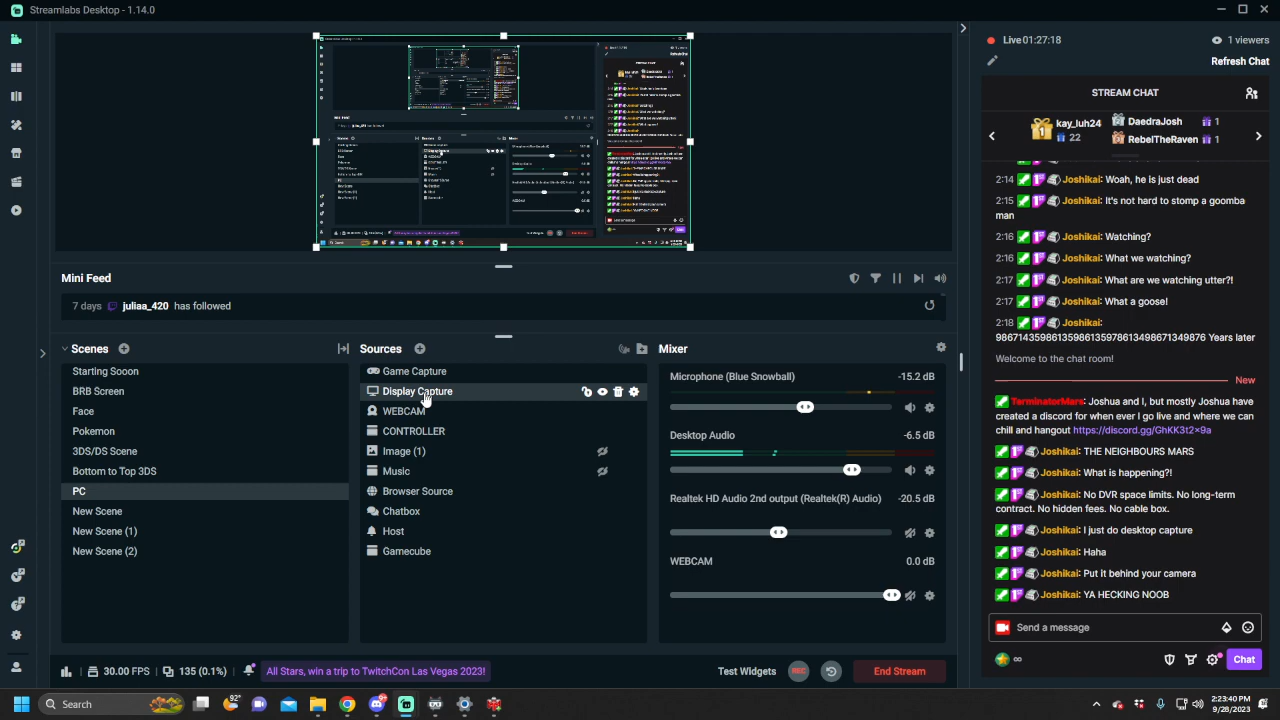 Streamlabs Desktop - 1.14.0
Live 01:27:18
1 viewers
Refresh Chat
STREAM CHAT
kay_luh24
22
DaedraJosh
1
1
2:14 Joshikai: Woah, he is just dead
2:15 Joshikai: It's cuz he is a good
man
2:16 Joshikai: Watching?
2:16 Joshikai: What we watching?
2:17 Joshikai: What are we watching utter?!
2:17 Joshikai: What a goose!
2:18 Joshikai:
Welcome to the chat room!
New
TerminatorMars: Joshua and I, but mostly Joshua have
created a discord for when ever I go live and where we can
chill and hangout https://discord.gg/GhKK3t2x9a
Joshikai: THE NEIGHBOURS MARS
Joshikai: What is happening?!
Joshikai: No DVR space limits. No long-term
contract. No hidden fees. No cable box.
Joshikai: I just do desktop capture
Joshikai: Haha
Joshikai: Put it behind your camera
Joshikai: YA HECKING NOOB
Send a message
∞
Chat
Mini Feed
7 days juliaa_420 has followed
Scenes
Starting Sooon
BRB Screen
Face
Pokemon
3DS/DS Scene
Bottom to Top 3DS
PC
New Scene
New Scene (1)
New Scene (2)
Sources
Game Capture
Display Capture
WEBCAM
CONTROLLER
Image (1)
Music
Browser Source
Chatbox
Host
Gamecube
Mixer
Microphone (Blue Snowball) -15.2 dB
Desktop Audio -6.5 dB
Realtek HD Audio 2nd output (Realtek(R) Audio) -20.5 dB
WEBCAM 0.0 dB
30.00 FPS
135 (0.1%)
All Stars, win a trip to TwitchCon Las Vegas 2023!
Test Widgets
REC
End Stream
Search
92°
2:23:40 PM
9/28/2023